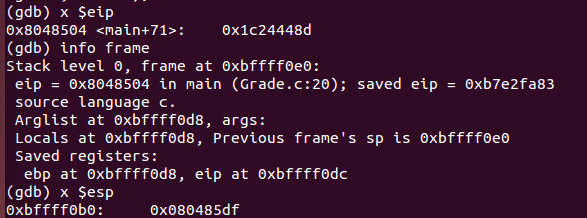 (gdb) x $eip
0x8048504 <main+71>:    0x1c24448d
(gdb) info frame
Stack level 0, frame at 0xbffff0e0:
 eip = 0x8048504 in main (Grade.c:20); saved eip = 0xb7e2fa83
 source language c.
 Arglist at 0xbffff0d8, args:
 Locals at 0xbffff0d8, Previous frame's sp is 0xbffff0e0
 Saved registers:
  ebp at 0xbffff0d8, eip at 0xbffff0dc
(gdb) x $esp
0xbffff0b0:     0x080485df